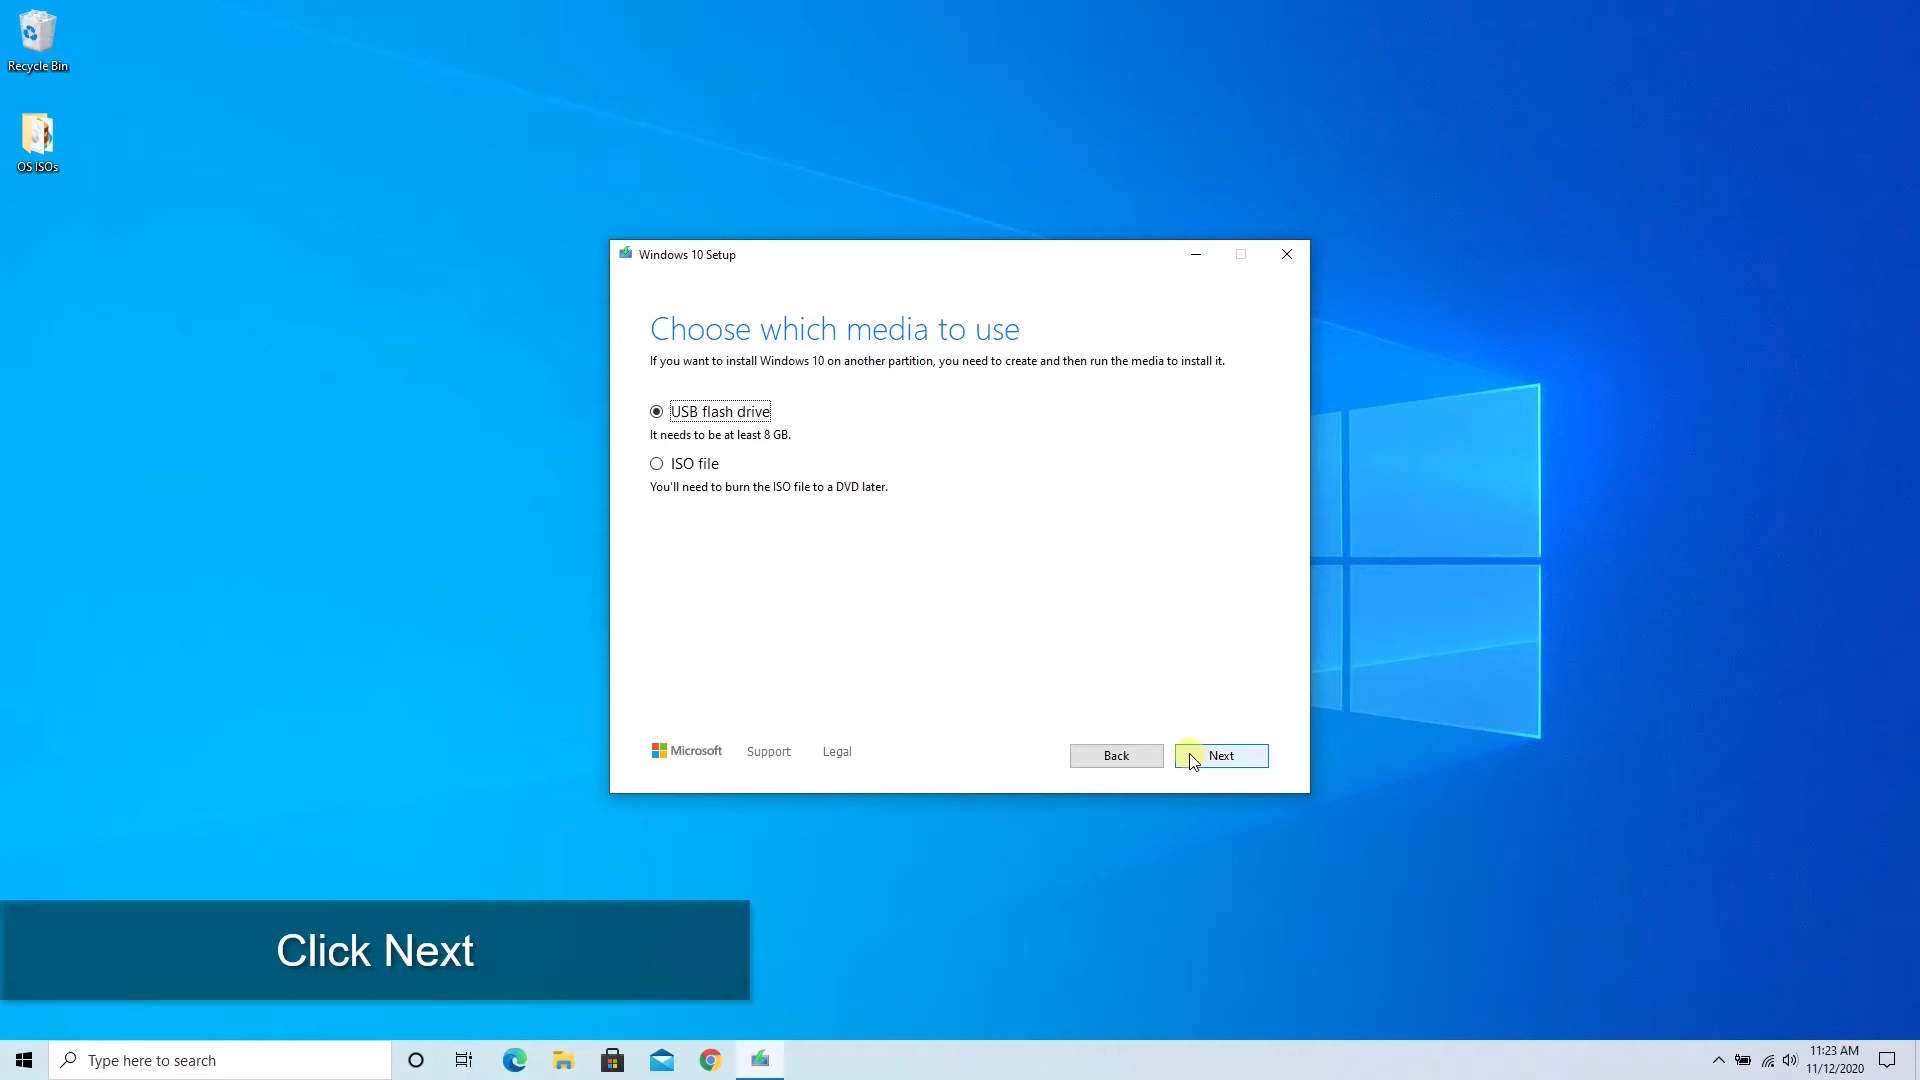 Recycle Bin
OS ISOs
Windows 10 Setup
Choose which media to use
If you want to install Windows 10 on another partition, you need to create and then run the media to install it.
USB flash drive
It needs to be at least 8 GB.
ISO file
You'll need to burn the ISO file to a DVD later.
Microsoft Support Legal Back Next
Click Next
Type here to search
11:23 AM
11/12/2020